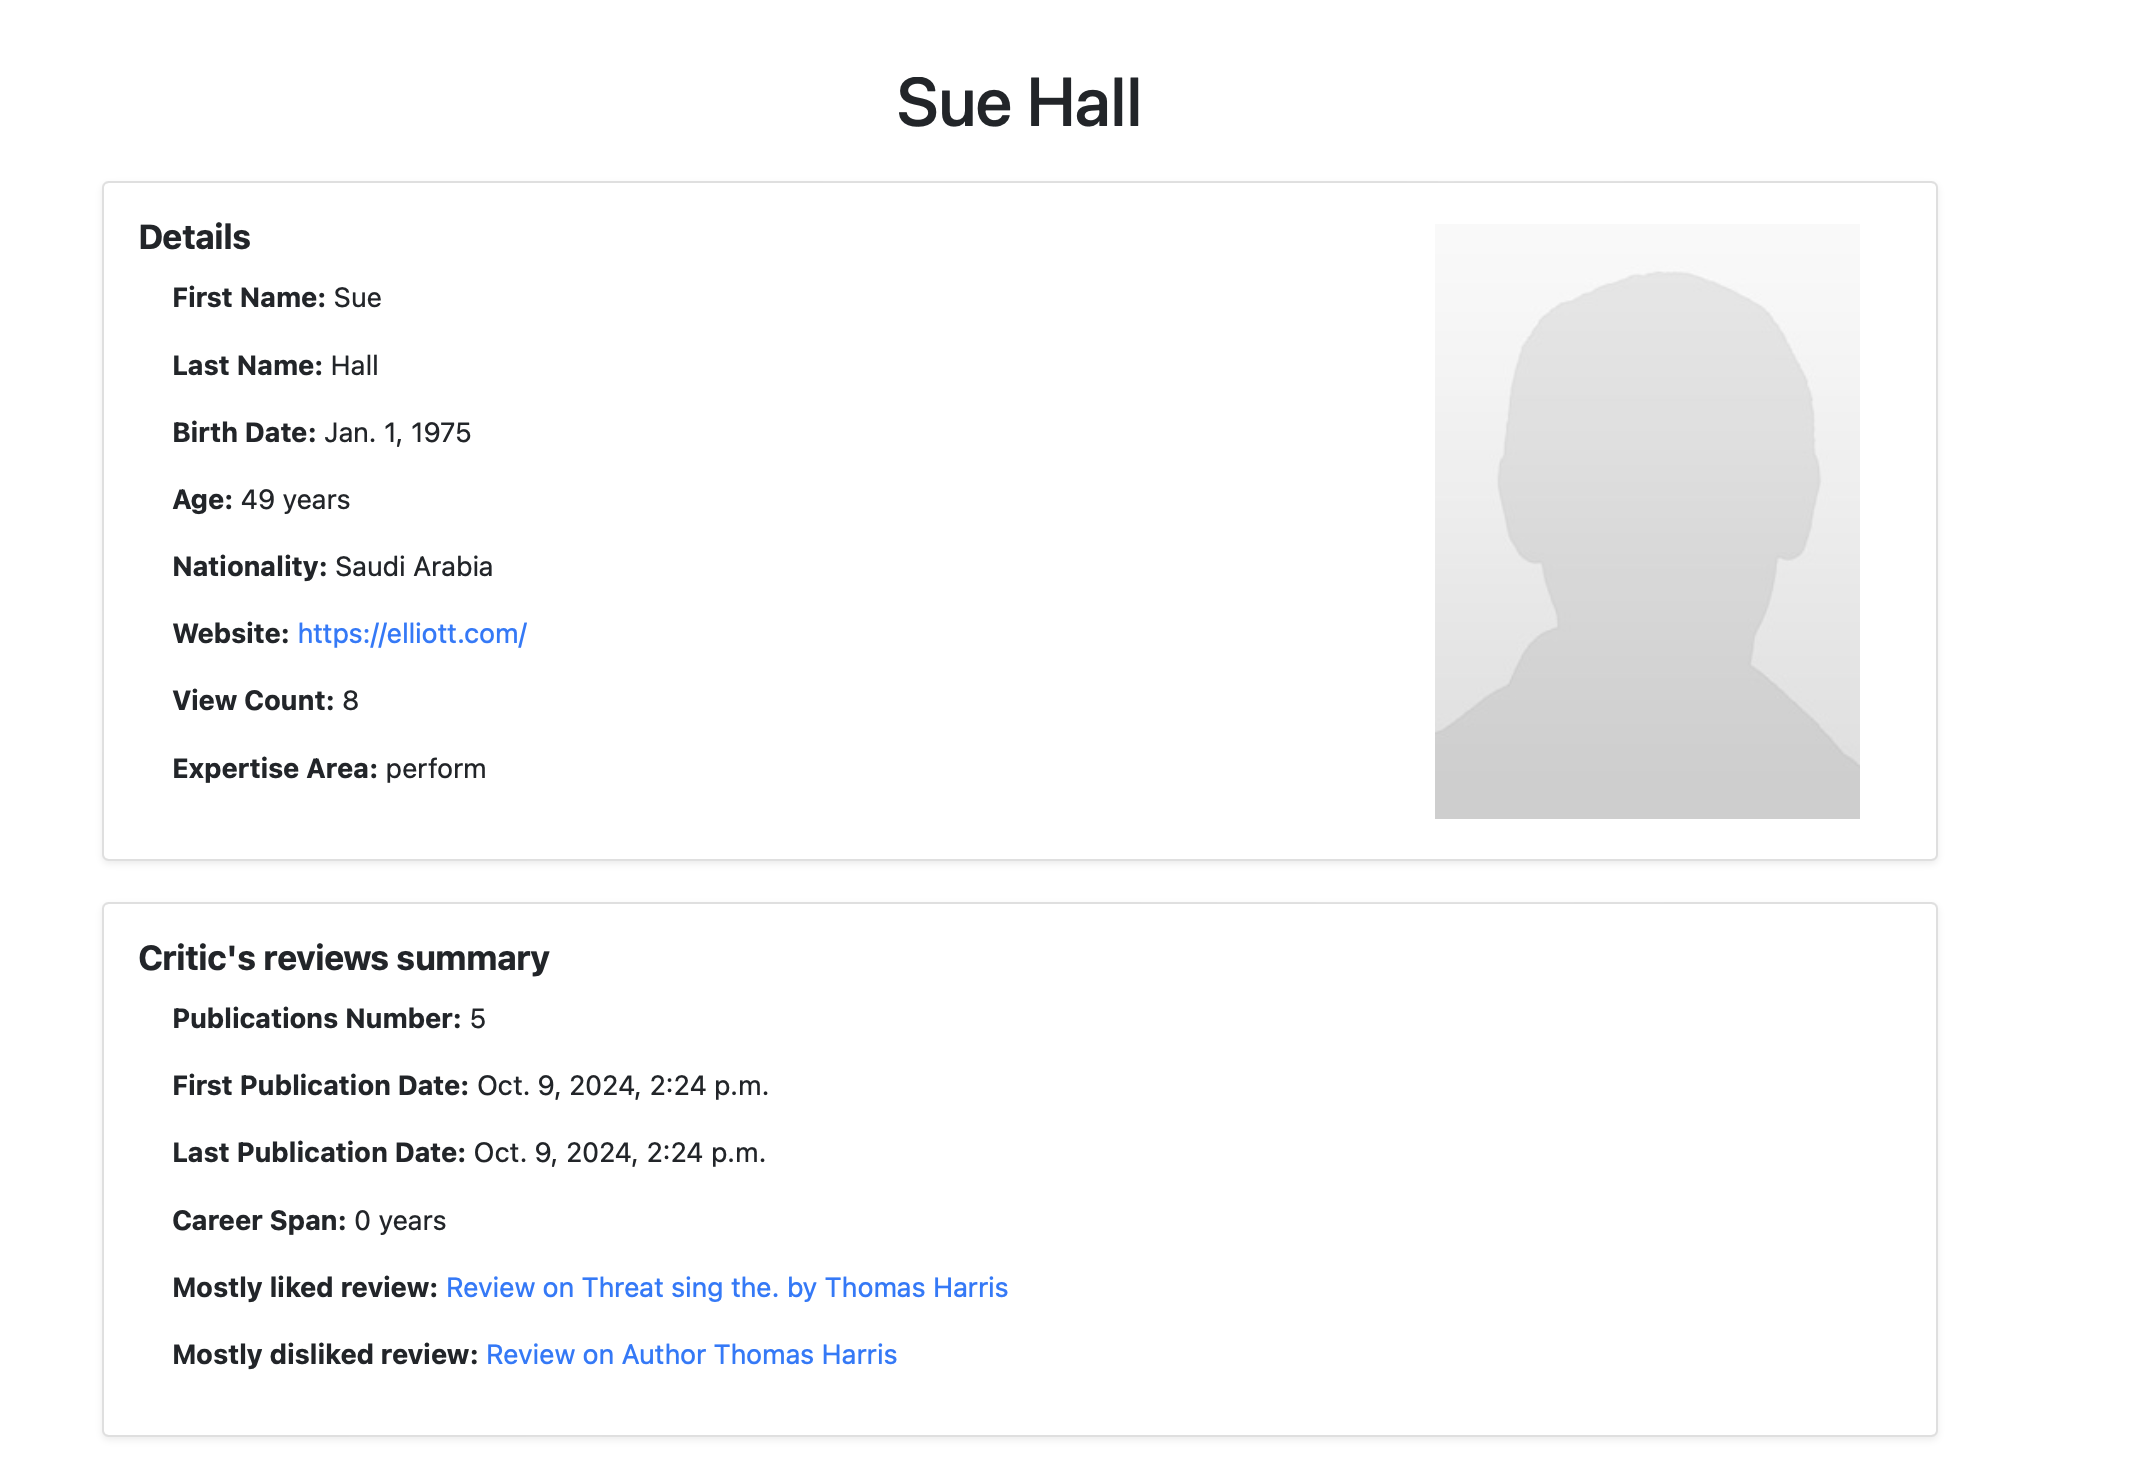 Sue Hall
Details
First Name: Sue
Last Name: Hall
Birth Date: Jan. 1, 1975
Age: 49 years
Nationality: Saudi Arabia
Website: https://elliott.com/
View Count: 8
Expertise Area: perform
Critic's reviews summary
Publications Number: 5
First Publication Date: Oct. 9, 2024, 2:24 p.m.
Last Publication Date: Oct. 9, 2024, 2:24 p.m.
Career Span: 0 years
Mostly liked review: Review on Threat sing the. by Thomas Harris
Mostly disliked review: Review on Author Thomas Harris